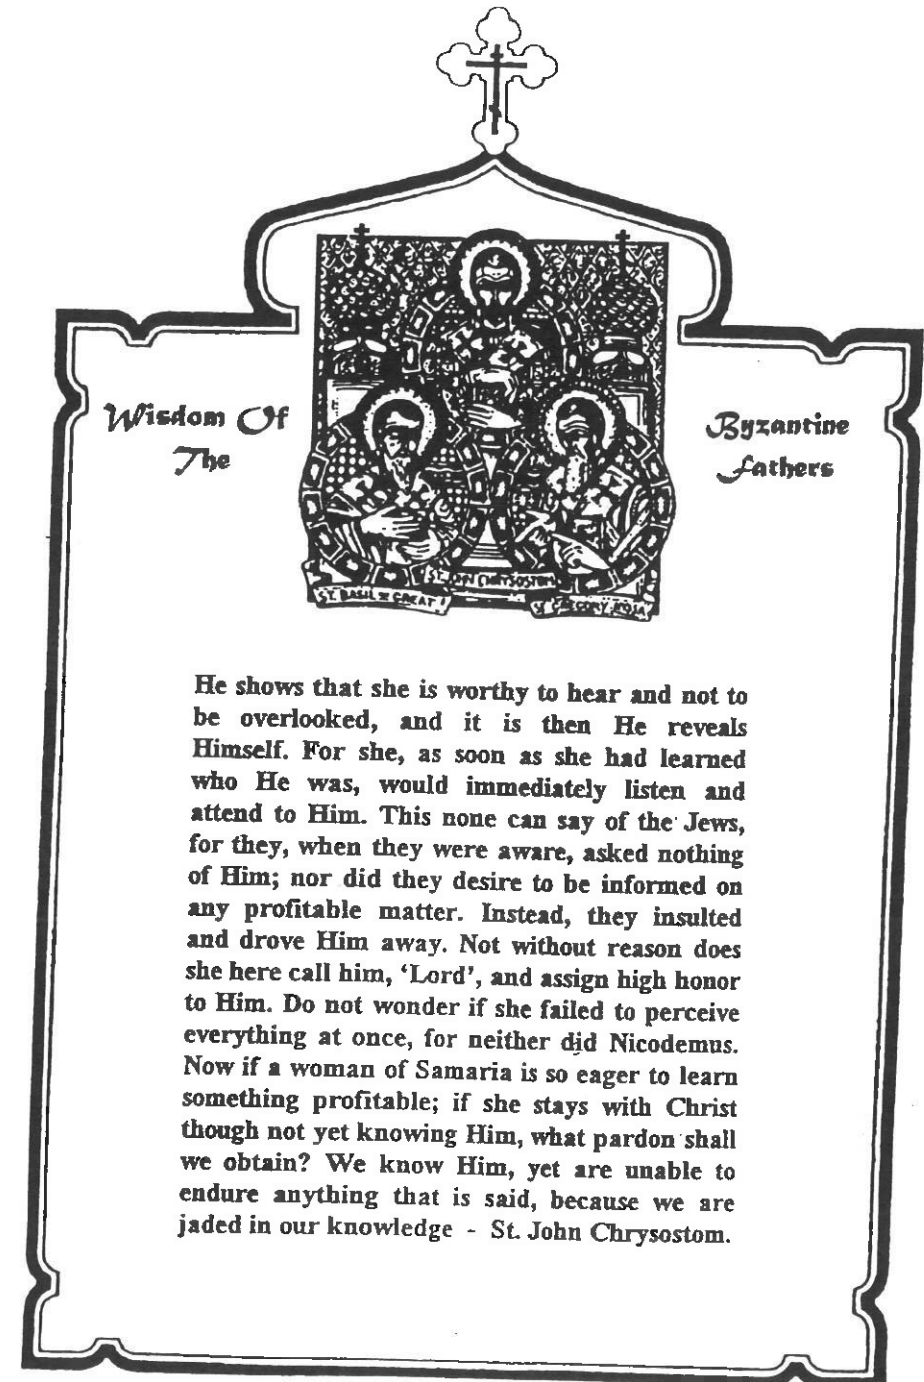 Wisdom Of
The
Byzantine
Fathers
ST. JOHN CHRYSOSTOM
ST. BASIL GREAT
ST. GREGORY
He shows that she is worthy to hear and not to
be overlooked, and it is then He reveals
Himself. For she, as soon as she had learned
who He was, would immediately listen and
attend to Him. This none can say of the Jews,
for they, when they were aware, asked nothing
of Him; nor did they desire to be informed on
any profitable matter. Instead, they insulted
and drove Him away. Not without reason does
she here call him, ‘Lord’, and assign high honor
to Him. Do not wonder if she failed to perceive
everything at once, for neither did Nicodemus.
Now if a woman of Samaria is so eager to learn
something profitable; if she stays with Christ
though not yet knowing Him, what pardon shall
we obtain? We know Him, yet are unable to
endure anything that is said, because we are
jaded in our knowledge - St. John Chrysostom.